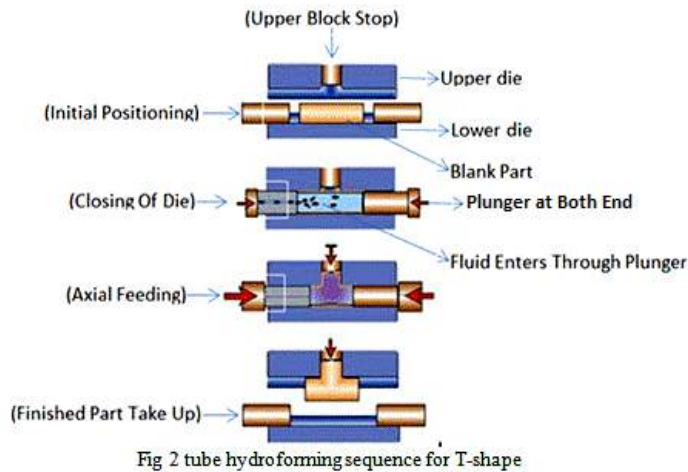 (Upper Block Stop)
Upper die
(Initial Positioning)
Lower die
Blank Part
(Closing Of Die)
Plunger at Both End
Fluid Enters Through Plunger
(Axial Feeding)
(Finished Part Take Up)
Fig 2 tube hydroforming sequence for T-shape